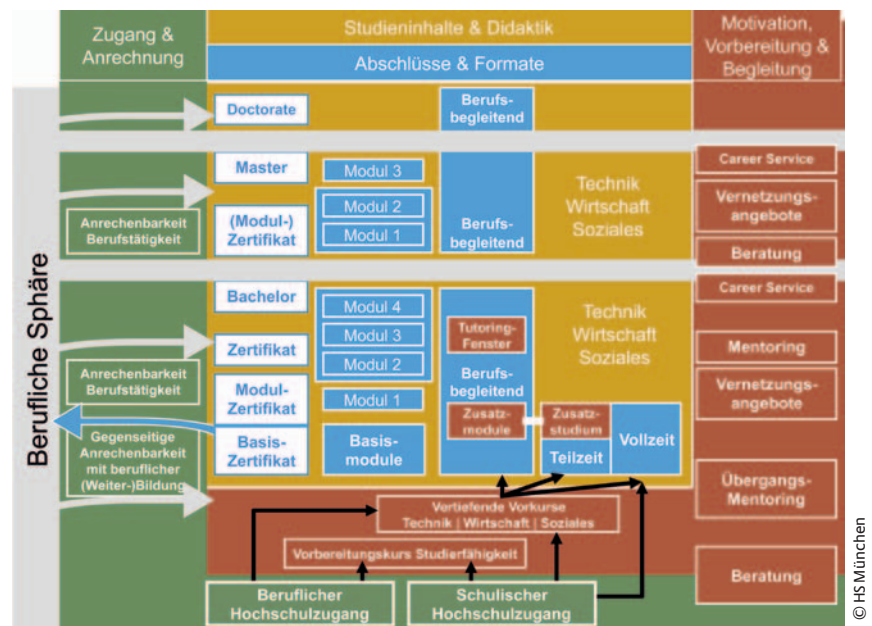 Zugang &
Anrechnung
Studieninhalte & Didaktik
Abschlüsse & Formate
Motivation,
Vorbereitung &
Begleitung
Berufliche Sphäre
Doctorate
Berufs-
begleitend
Master
Modul 3
Modul 2
Modul 1
(Modul-)
Zertifikat
Berufs-
begleitend
Technik
Wirtschaft
Soziales
Anrechenbarkeit
Berufstätigkeit
Career Service
Vernetzungs-
angebote
Beratung
Bachelor
Modul 4
Modul 3
Modul 2
Zertifikat
Modul-
Zertifikat
Modul 1
Basis-
Zertifikat
Basis-
module
Tutoring-
Fenster
Berufs-
begleitend
Zusatz-
module
Zusatz-
studium
Teilzeit
Vollzeit
Technik
Wirtschaft
Soziales
Anrechenbarkeit
Berufstätigkeit
Gegenseitige
Anrechenbarkeit
mit beruflicher
(Weiter-)Bildung
Career Service
Mentoring
Vernetzungs-
angebote
Übergangs-
Mentoring
Beratung
Vertiefende Vorkurse
Technik | Wirtschaft | Soziales
Vorbereitungskurs Studierfähigkeit
Beruflicher
Hochschulzugang
Schulischer
Hochschulzugang
© HS München